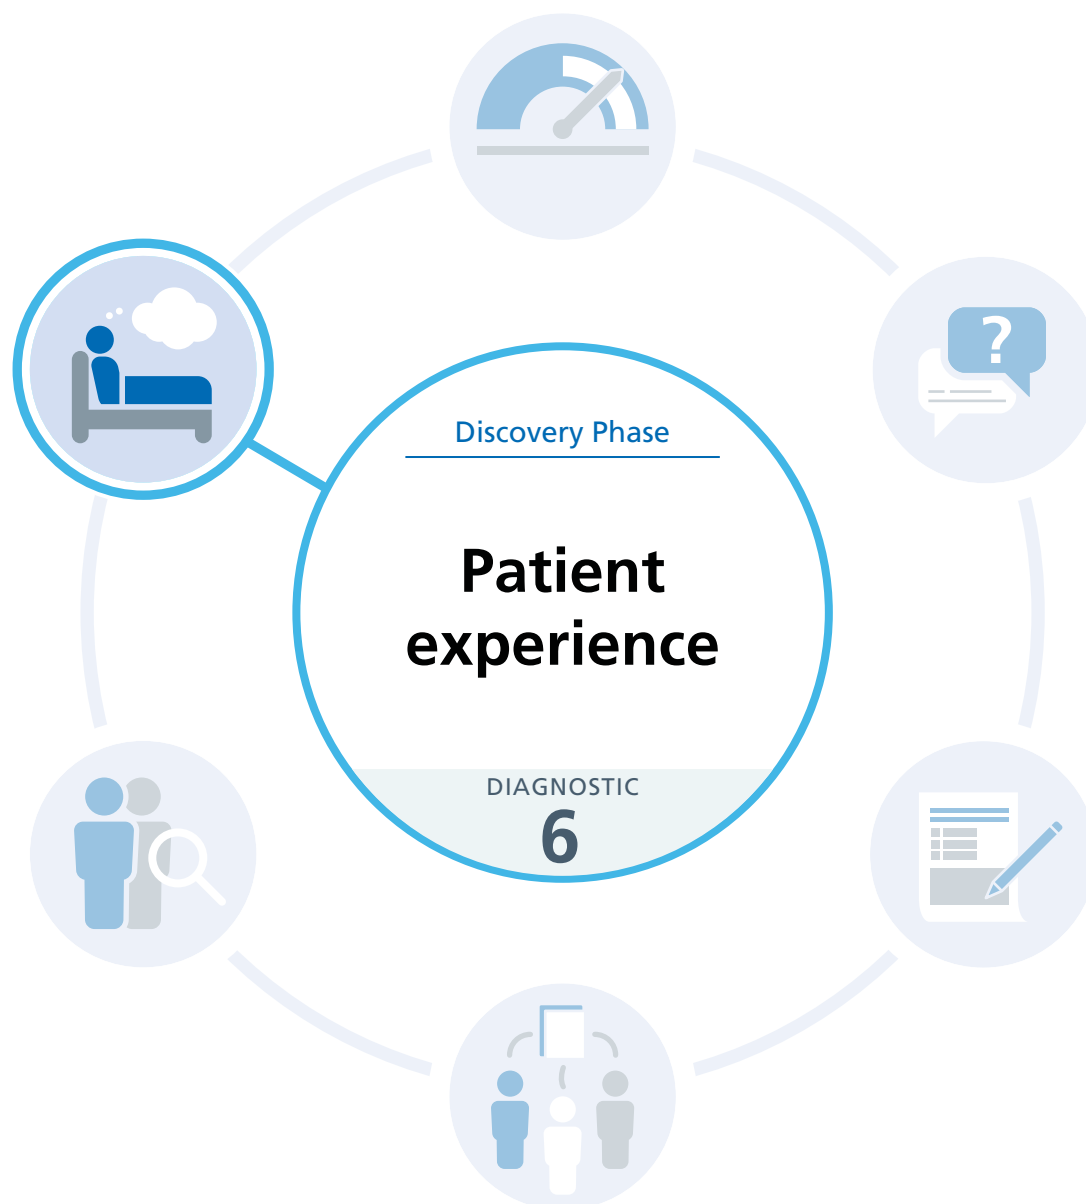 ?
Discovery Phase
Patient
experience
DIAGNOSTIC
6